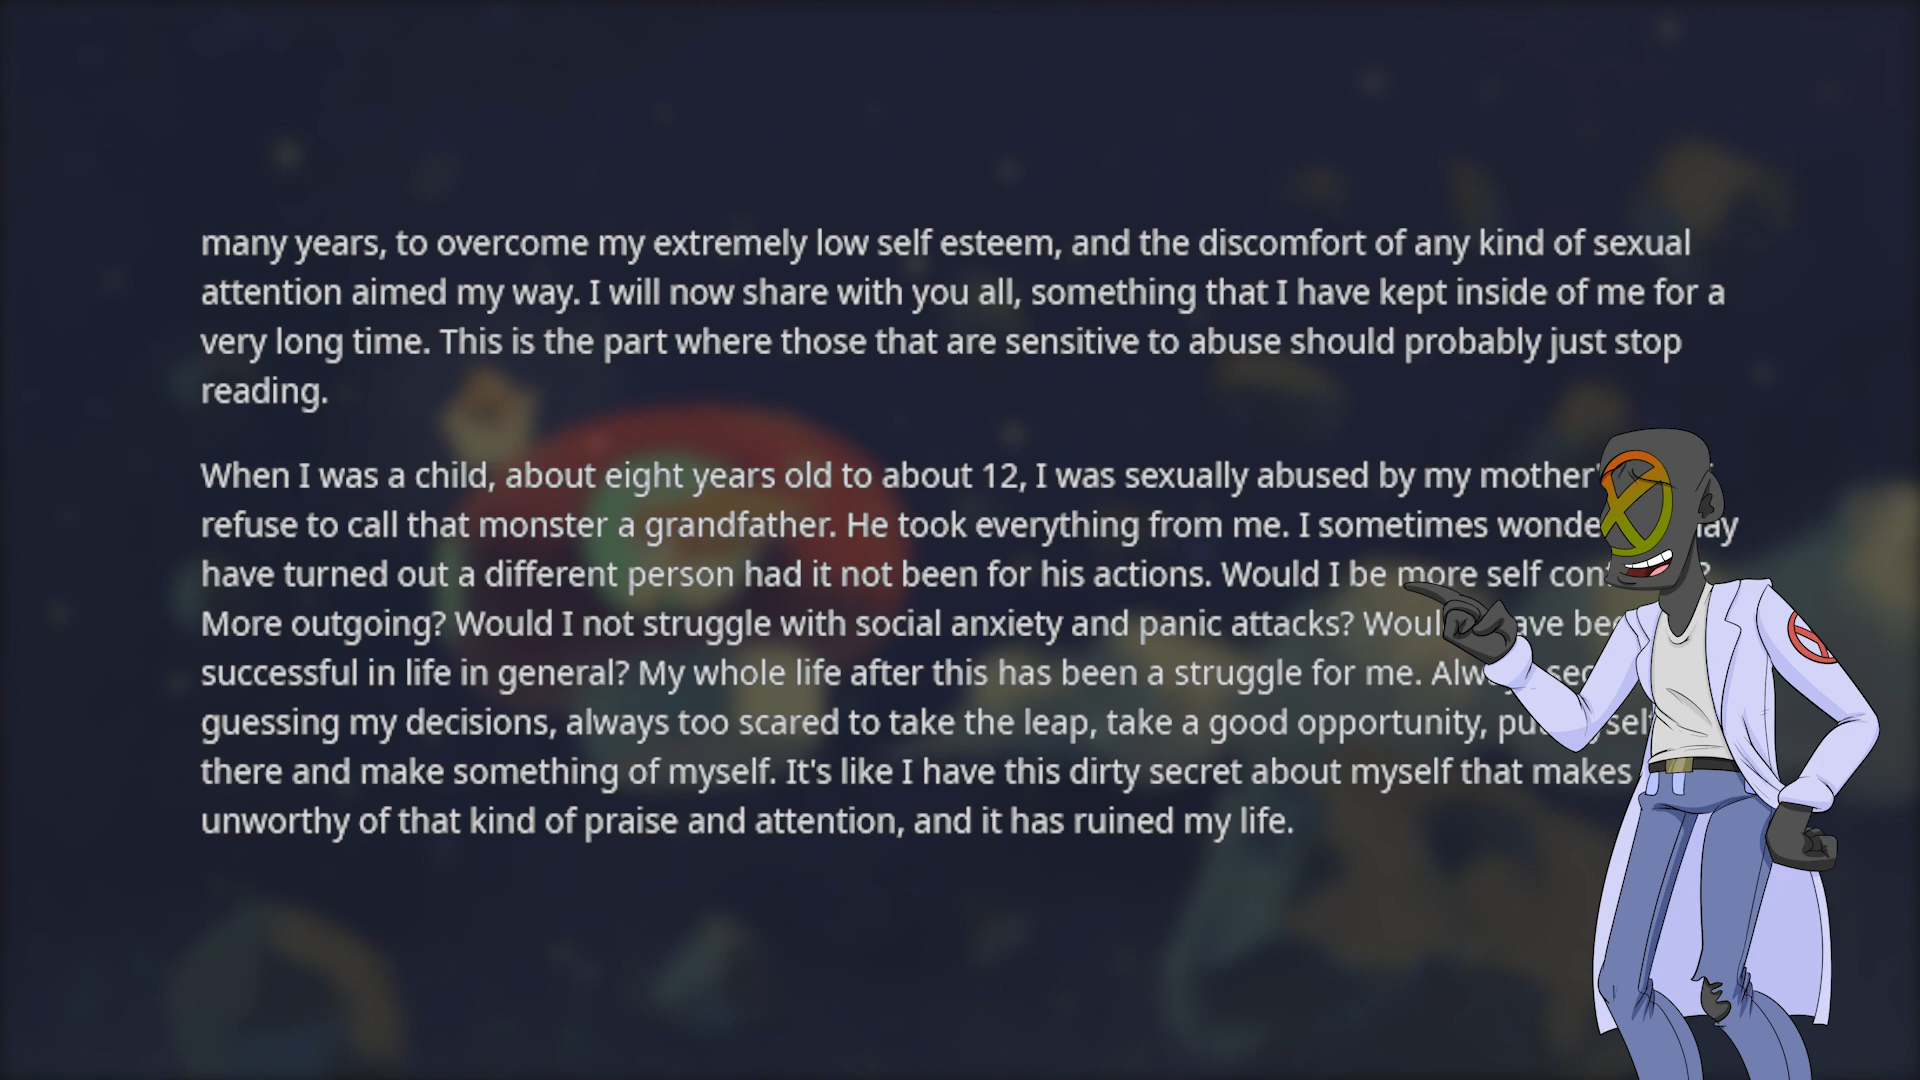 many years, to overcome my extremely low self esteem, and the discomfort of any kind of sexual
attention aimed my way. I will now share with you all, something that I have kept inside of me for a
very long time. This is the part where those that are sensitive to abuse should probably just stop
reading.
When I was a child, about eight years old to about 12, I was sexually abused by my mother'
refuse to call that monster a grandfather. He took everything from me. I sometimes
have turned out a different person had it not been for his actions. Would I be more self
More outgoing? Would I not struggle with social anxiety and panic attacks?
successful in life in general? My whole life after this has been a struggle for me.
guessing my decisions, always too scared to take the leap, take a good opportunity,
there and make something of myself. It's like I have this dirty secret about myself that makes
unworthy of that kind of praise and attention, and it has ruined my life.